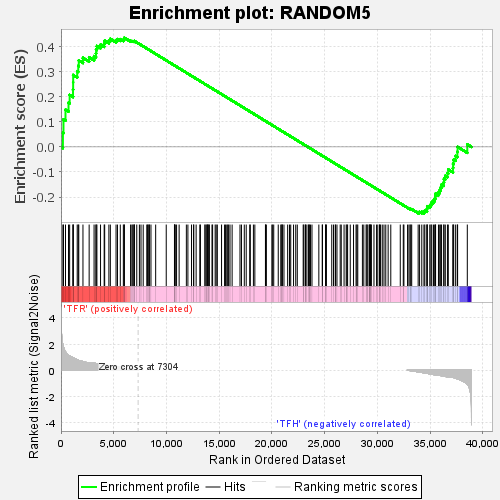 Enrichment plot: RANDOM5
Enrichment score (ES)
0.4
0.3
0.2
0.1
0.0
-0.1
-0.2
'TFR' (positively correlated)
Ranked list metric (Signal2Noise)
4
2
0
-2
-4
Zero cross at 7304
'TFH' (negatively correlated)
0
5,000
10,000
15,000
20,000
25,000
30,000
35,000
40,000
Rank in Ordered Dataset
Enrichment profile
Hits
Ranking metric scores